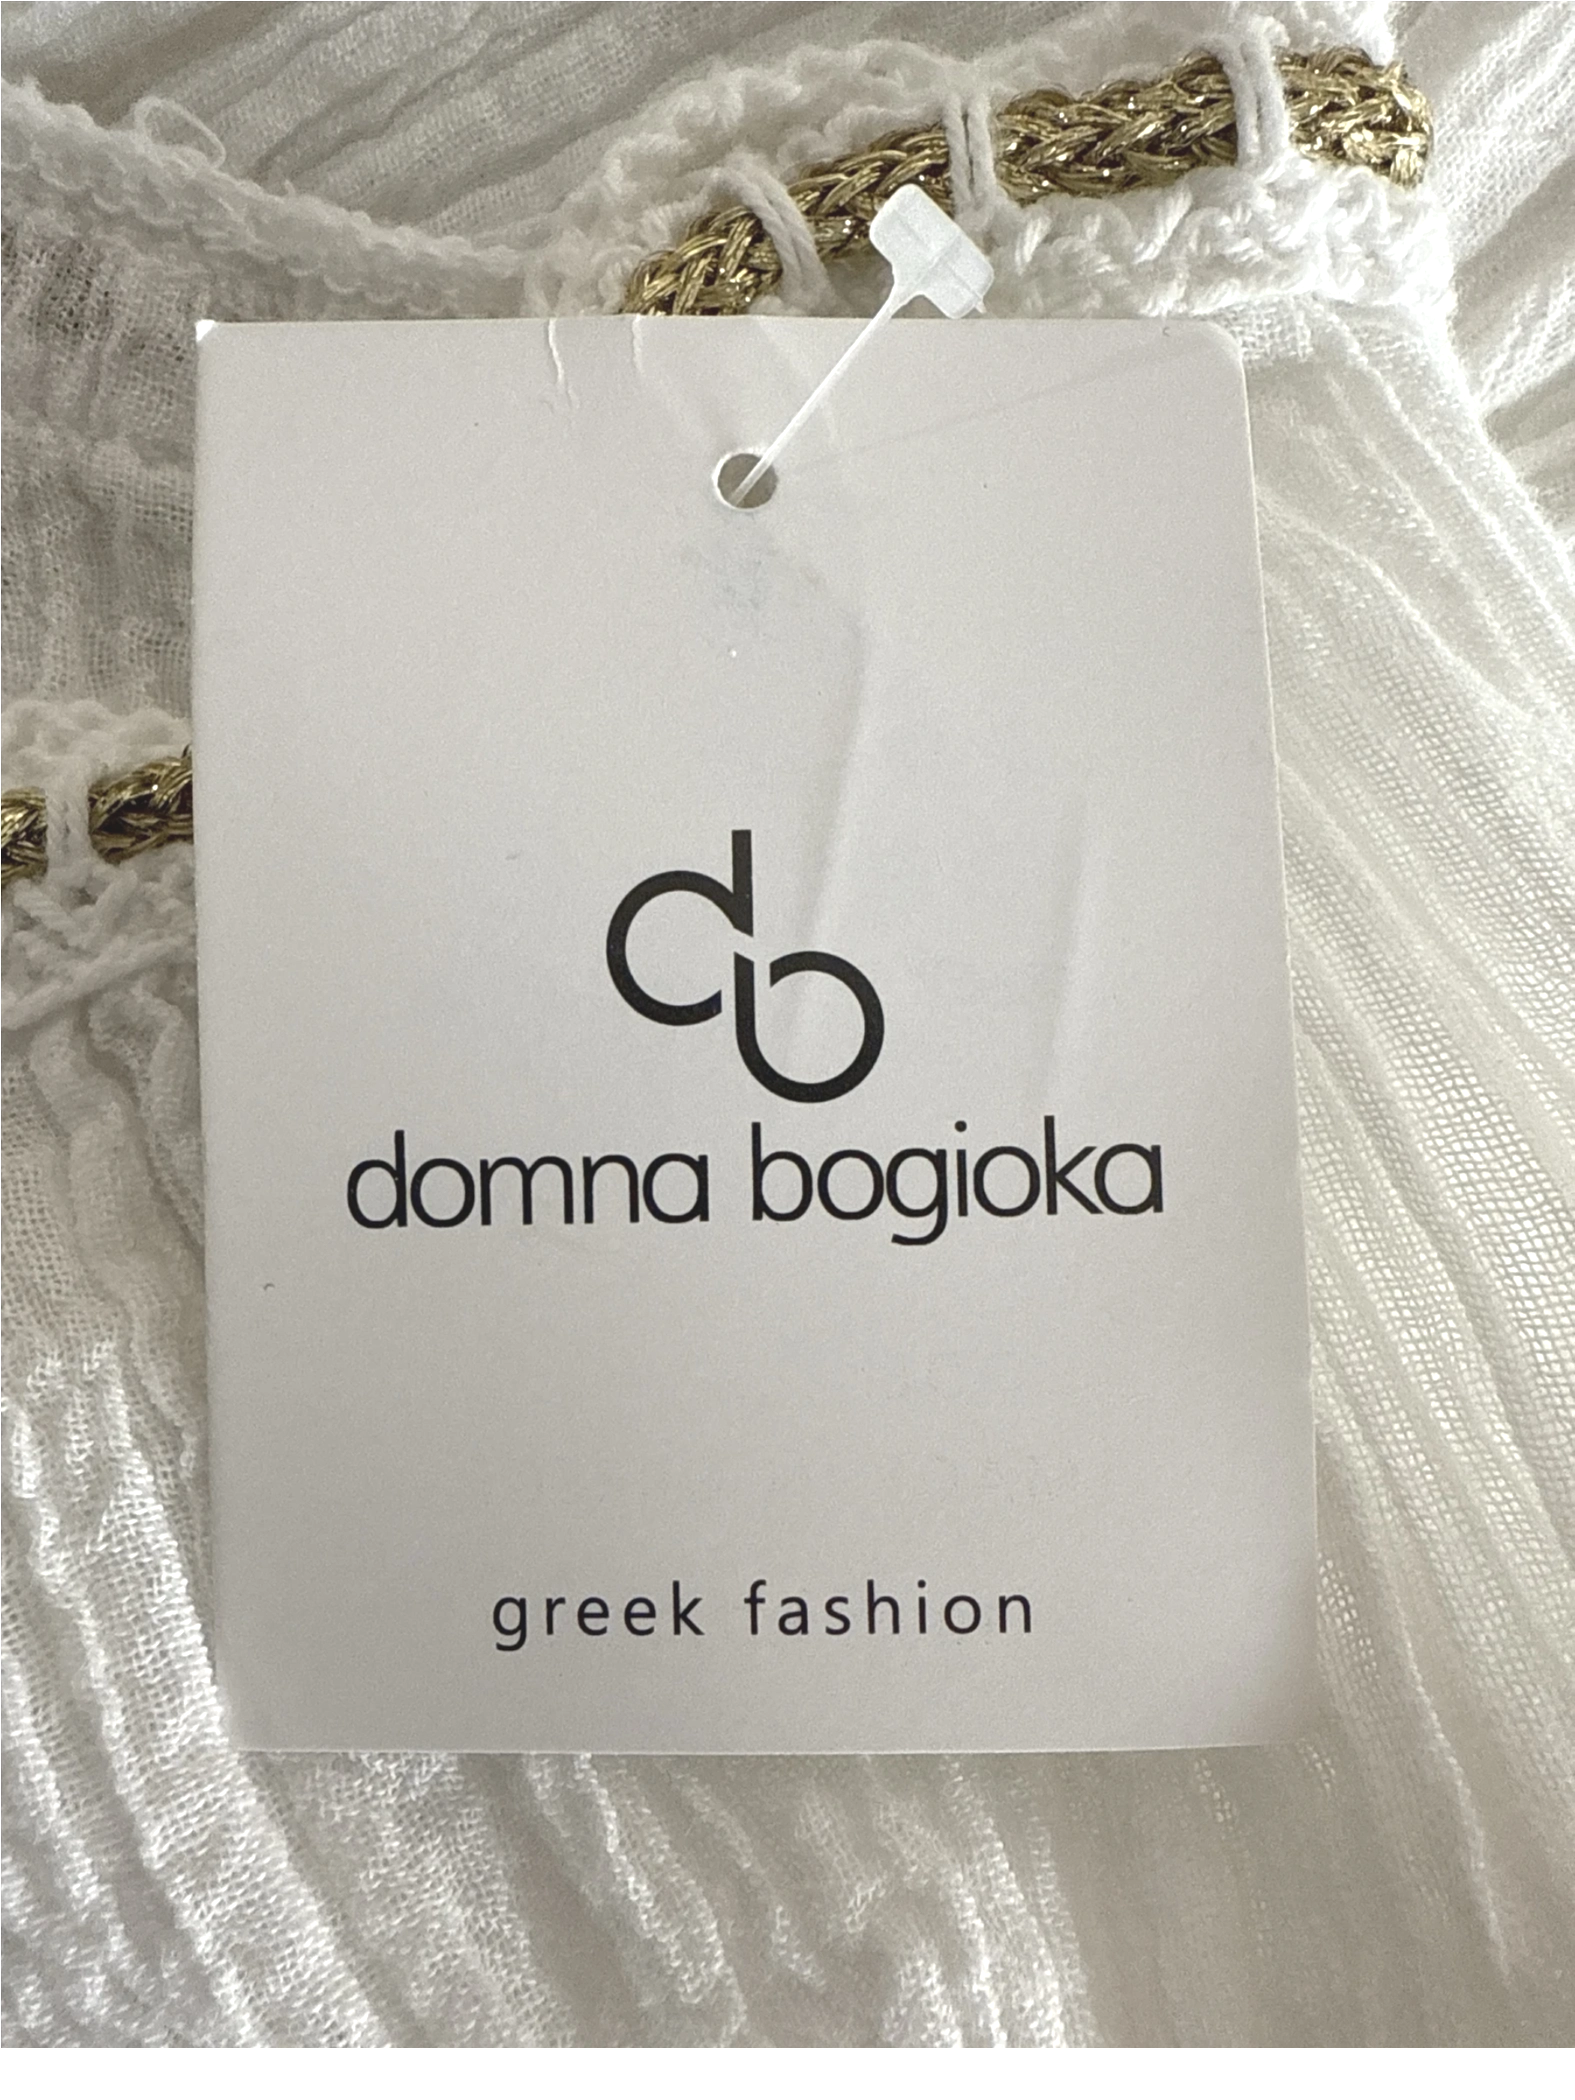 db
domna bogioka
greek fashion